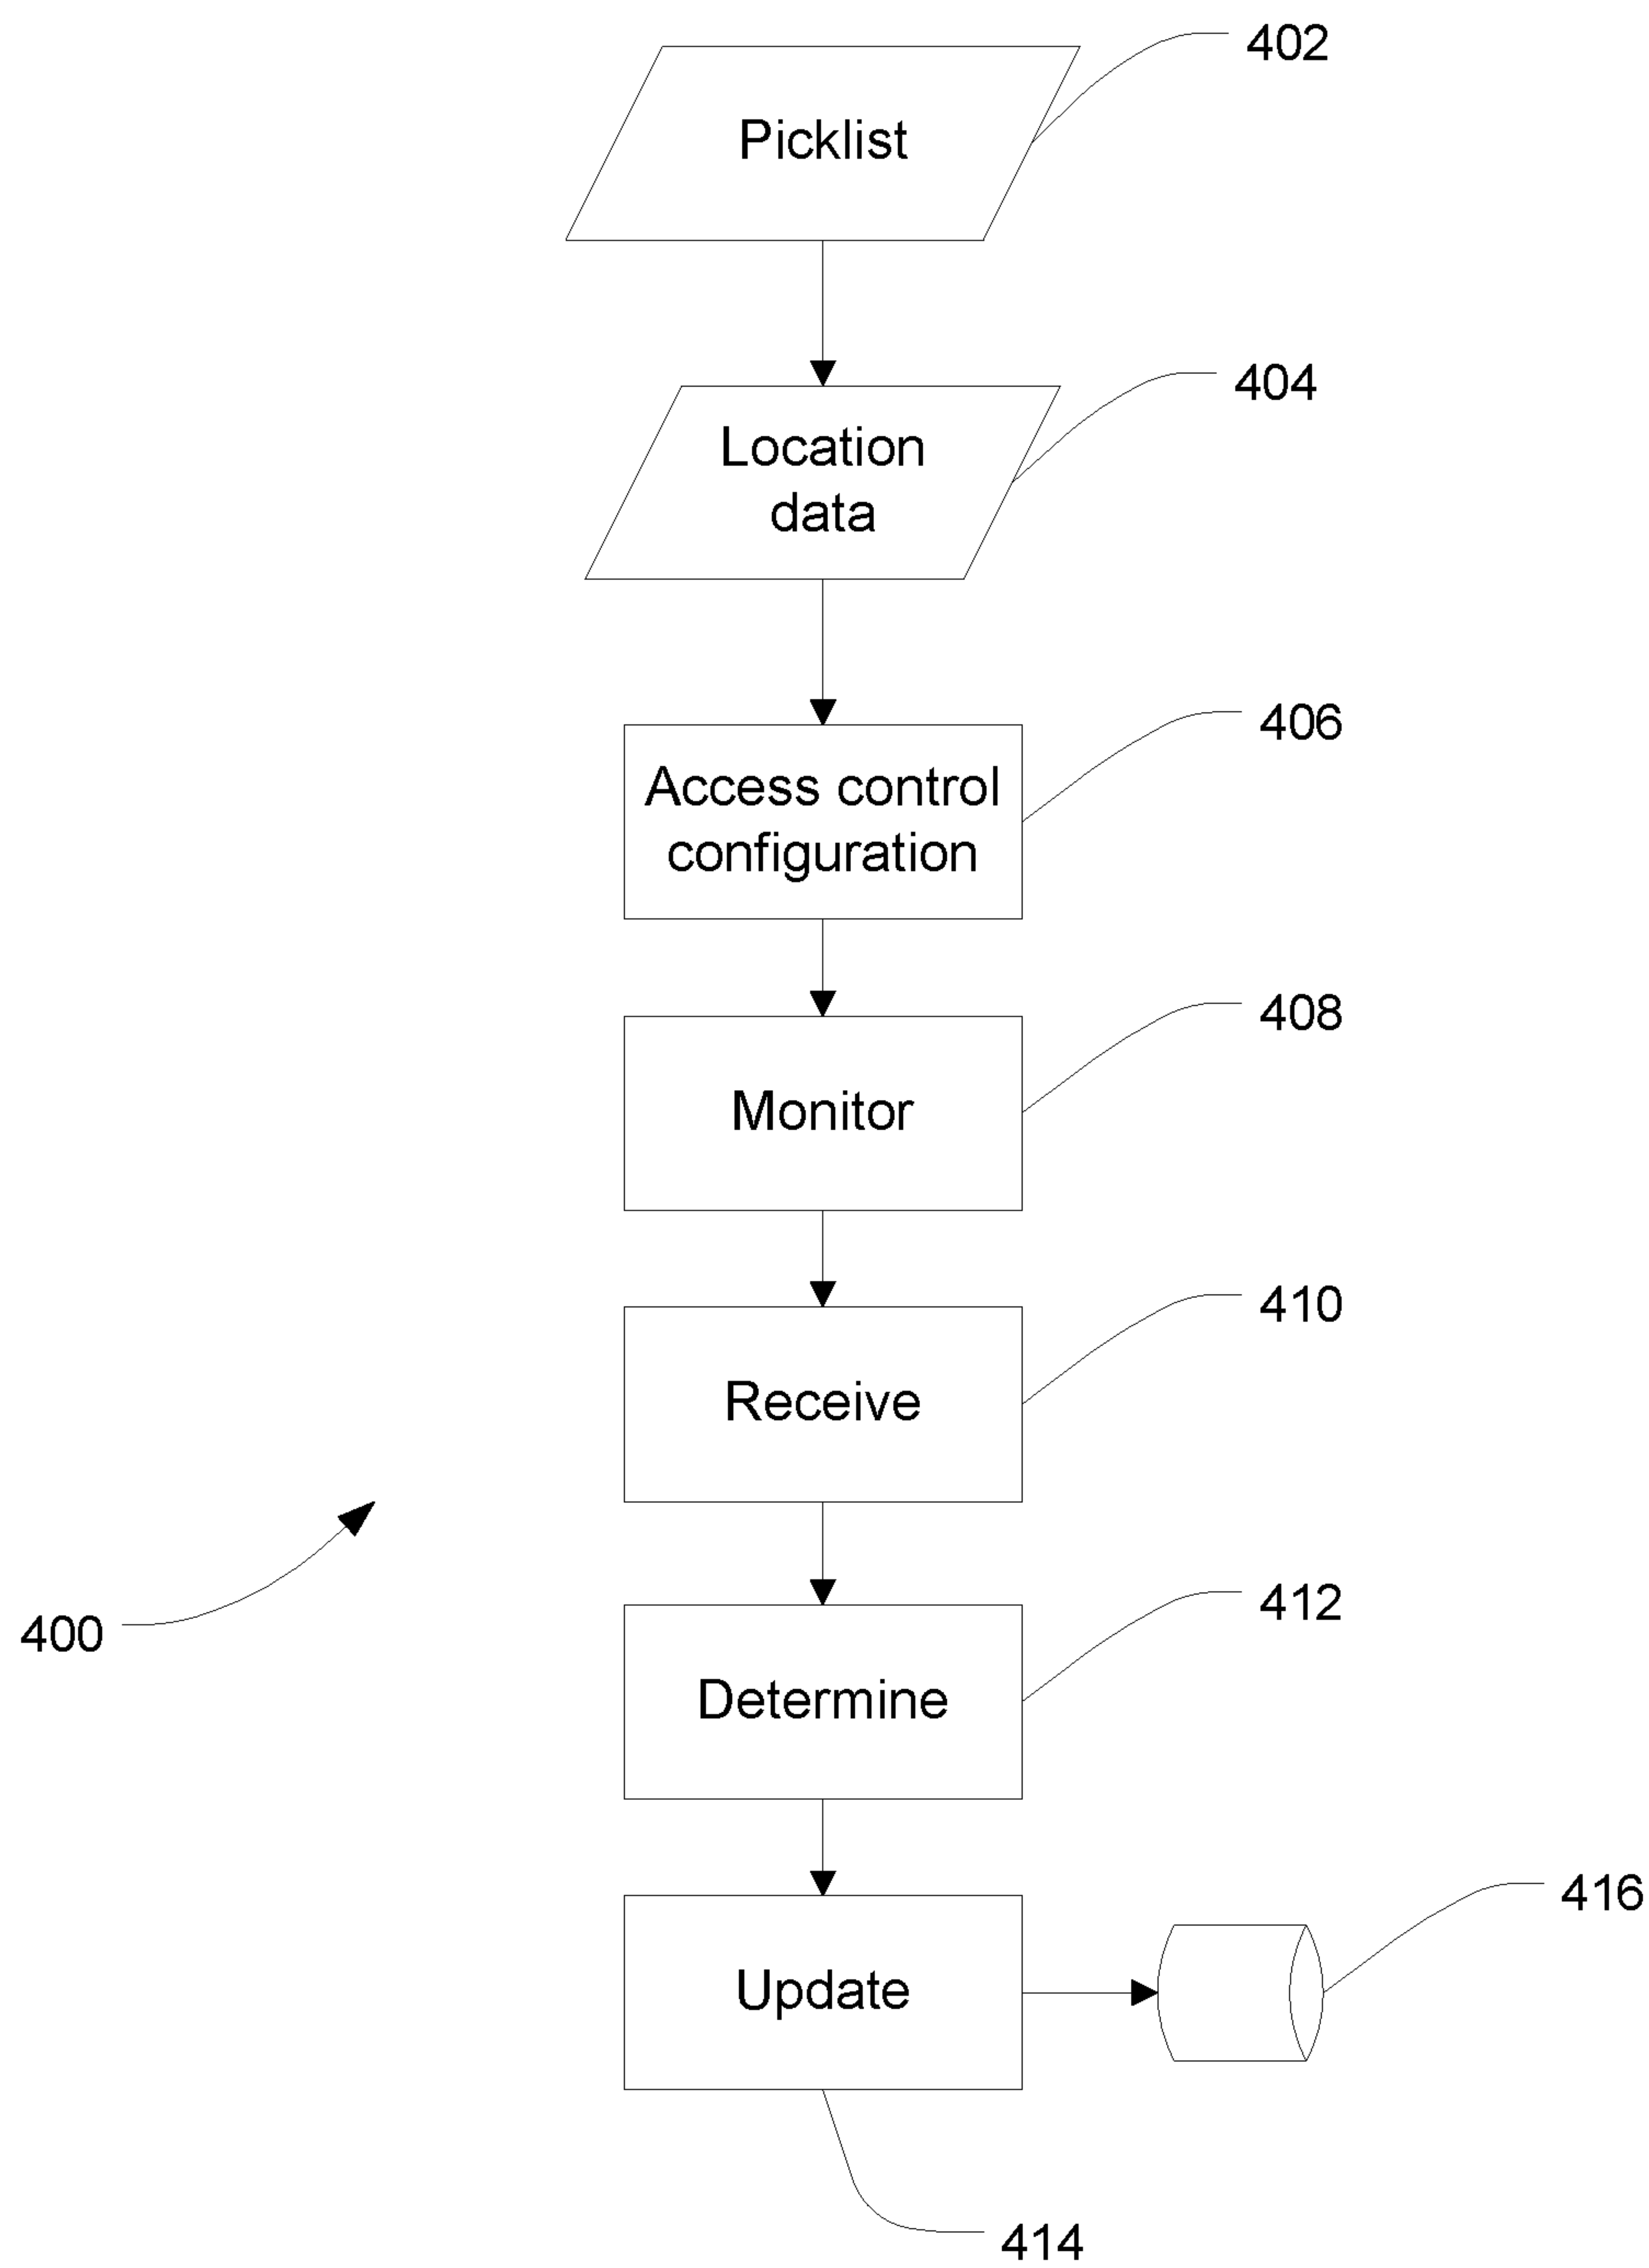 402
Picklist
404
Location
data
406
Access control
configuration
408
Monitor
410
Receive
400
412
Determine
416
Update
414